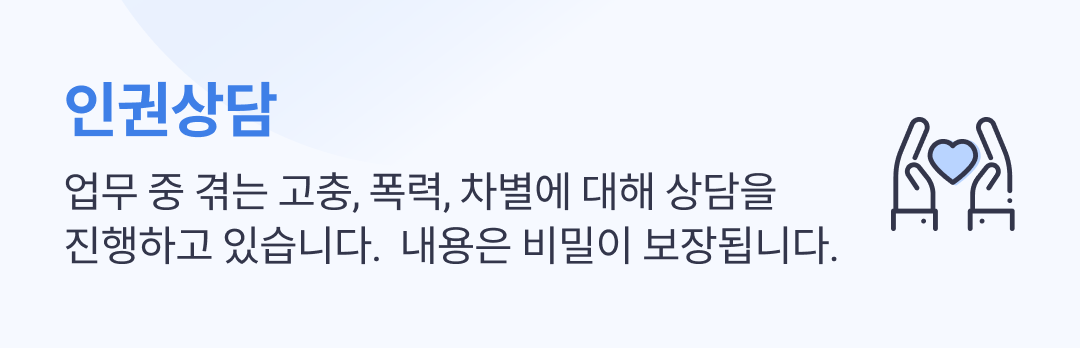 인권상담
업무 중 겪는 고충, 폭력, 차별에 대해 상담을
진행하고 있습니다.  내용은 비밀이 보장됩니다.